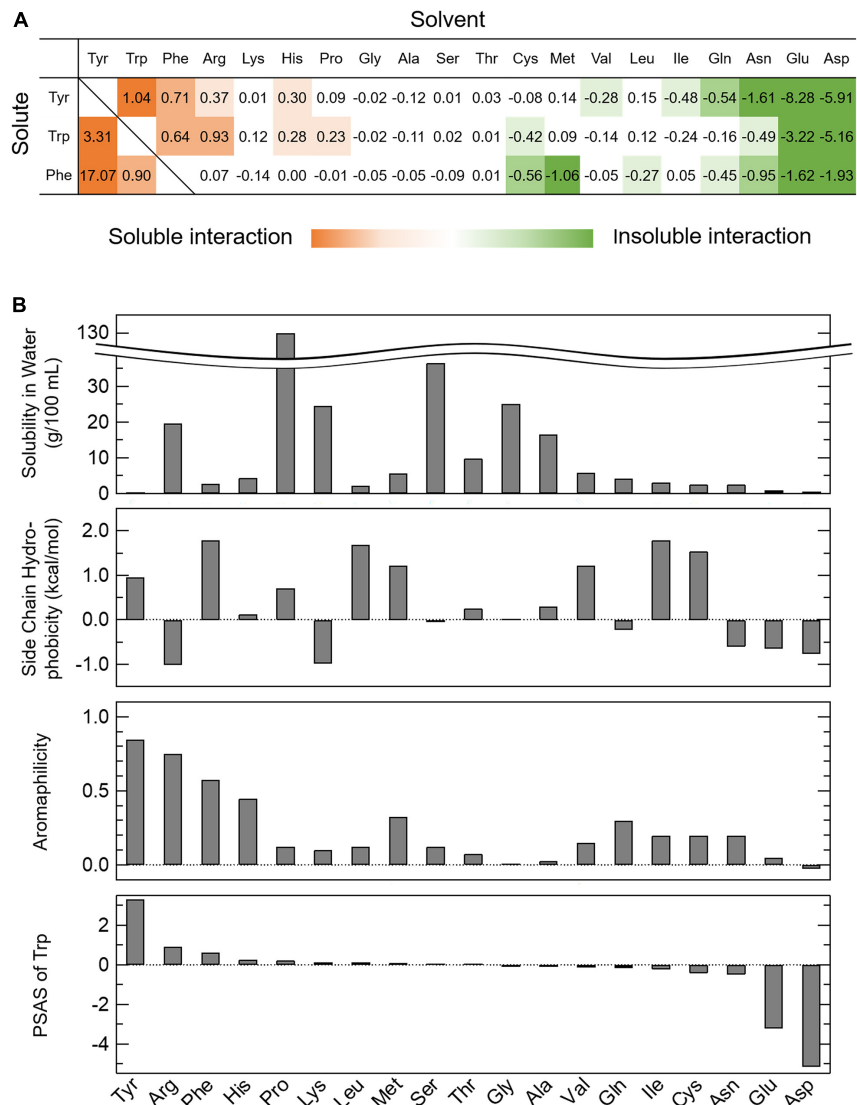 A
Solvent
Tyr Trp Phe Arg Lys His Pro Gly Ala Ser Thr Cys Met Val Leu Ile Gln Asn Glu Asp
Solute
Tyr 1.04 0.71 0.37 0.01 0.30 0.09 -0.02 -0.12 0.01 0.03 -0.08 0.14 -0.28 0.15 -0.48 -0.54 -1.61 -8.28 -5.91
Trp 3.31 0.64 0.93 0.12 0.28 0.23 -0.02 -0.11 0.02 0.01 -0.42 0.09 -0.14 0.12 -0.24 -0.16 -0.49 -3.22 -5.16
Phe 17.07 0.90 0.07 -0.14 0.00 -0.01 -0.05 -0.05 -0.09 0.01 -0.56 -1.06 -0.05 -0.27 0.05 -0.45 -0.95 -1.62 -1.93
Soluble interaction Insoluble interaction
B
Solubility in Water
(g/100 mL)
130
30
20
10
0
Side Chain Hydro-
phobicity (kcal/mol)
2.0
1.0
0.0
-1.0
Aromaphilicity
1.0
0.5
0.0
PSAS of Trp
2
0
-2
-4
Tyr Arg Phe His Pro Lys Leu Met Ser Thr Gly Ala Val Gln Ile Cys Asn Glu Asp